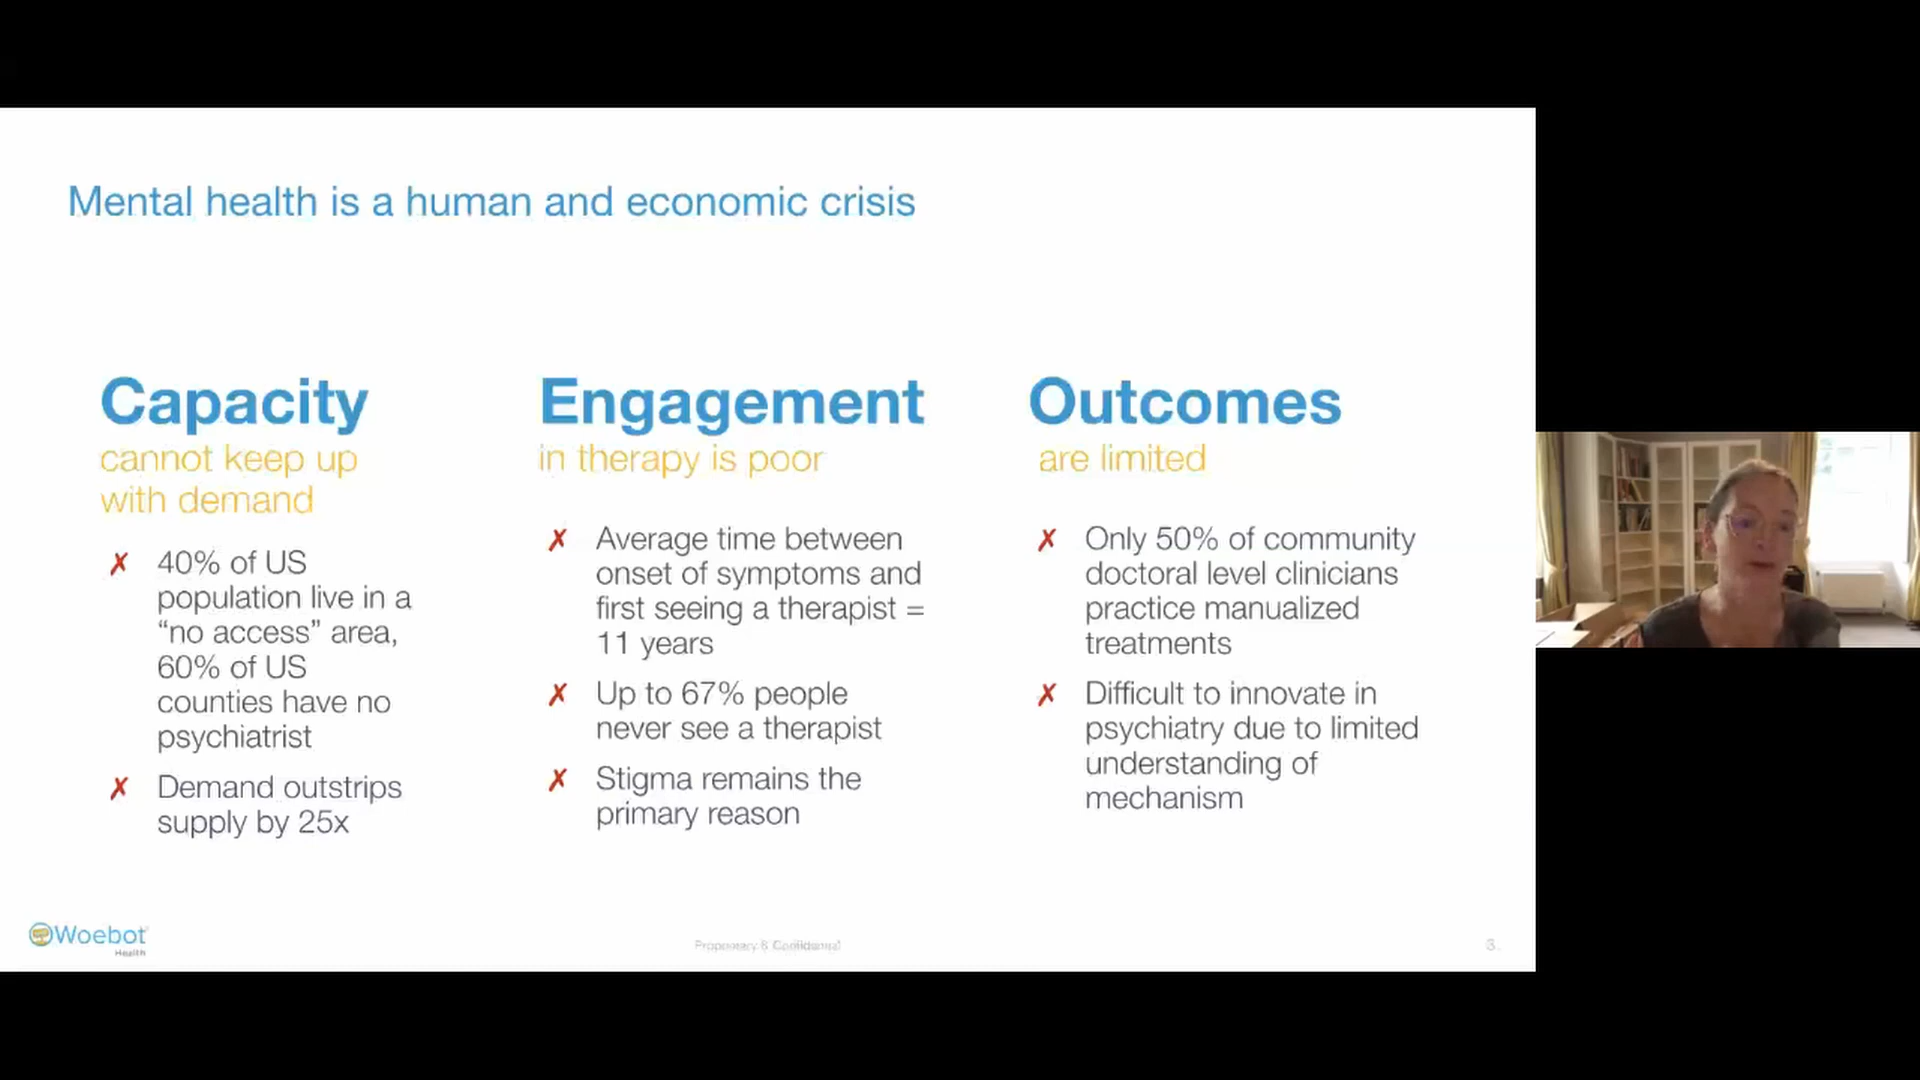 Mental health is a human and economic crisis
Capacity
cannot keep up
with demand
✗ 40% of US
population live in a
“no access” area,
60% of US
counties have no
psychiatrist
✗ Demand outstrips
supply by 25x
Engagement
in therapy is poor
✗ Average time between
onset of symptoms and
first seeing a therapist =
11 years
✗ Up to 67% people
never see a therapist
✗ Stigma remains the
primary reason
Outcomes
are limited
✗ Only 50% of community
doctoral level clinicians
practice manualized
treatments
✗ Difficult to innovate in
psychiatry due to limited
understanding of
mechanism
Woebot
Health
Proprietary & Confidential
3